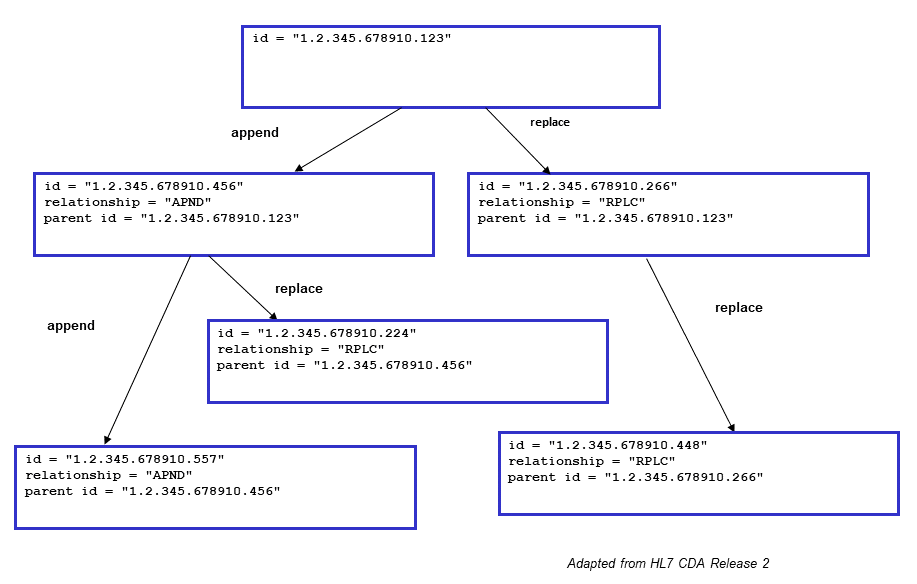 id = "1.2.345.678910.123"
append
replace
id = "1.2.345.678910.456"
relationship = "APND"
parent id = "1.2.345.678910.123"
id = "1.2.345.678910.266"
relationship = "RPLC"
parent id = "1.2.345.678910.123"
append
replace
replace
id = "1.2.345.678910.224"
relationship = "RPLC"
parent id = "1.2.345.678910.456"
id = "1.2.345.678910.557"
relationship = "APND"
parent id = "1.2.345.678910.456"
id = "1.2.345.678910.448"
relationship = "RPLC"
parent id = "1.2.345.678910.266"
Adapted from HL7 CDA Release 2